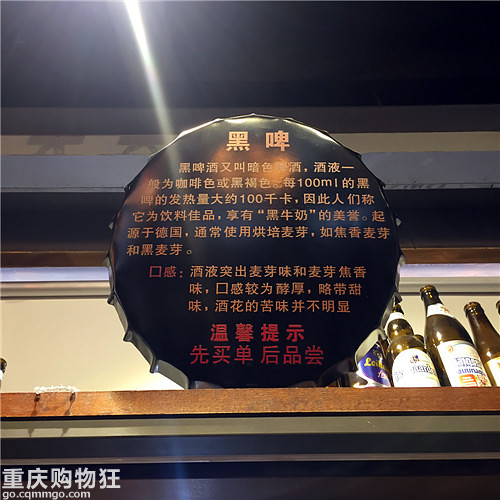 黑啤
黑啤酒又叫暗色啤酒，酒液一
般为咖啡色或黑褐色。每100ml的黑
啤的发热量大约100千卡，因此人们称
它为饮料佳品，享有“黑牛奶”的美誉。起
源于德国，通常使用烘培麦芽，如焦香麦芽
和黑麦芽。
口感：酒液突出麦芽味和麦芽焦香
味，口感较为醇厚，略带甜
味，酒花的苦味并不明显
温馨提示
先买单 后品尝
重庆购物狂
go.cqmmgo.com